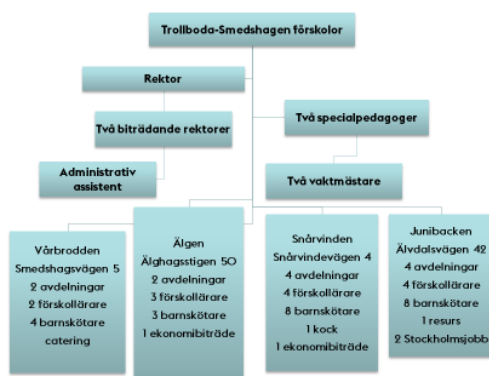 Trollboda-Smedshagen förskolor
Rektor
Två biträdande rektorer
Administrativ
assistent
Två specialpedagoger
Två vaktmästare
Vårbrodden
Smedshagsvägen 5
2 avdelningar
2 förskollärare
4 barnskötare
catering
Älgen
Älghagsstigen 50
2 avdelningar
3 förskollärare
3 barnskötare
1 ekonomibiträde
Snårvinden
Snårvindevägen 4
4 avdelningar
4 förskollärare
8 barnskötare
1 kock
1 ekonomibiträde
Junibacken
Älvdalsvägen 42
4 avdelningar
4 förskollärare
8 barnskötare
1 resurs
2 Stockholmsjobb